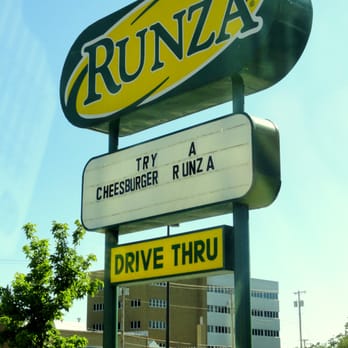 RUNZA
TRY A
CHEESBURGER RUNZA
DRIVE THRU